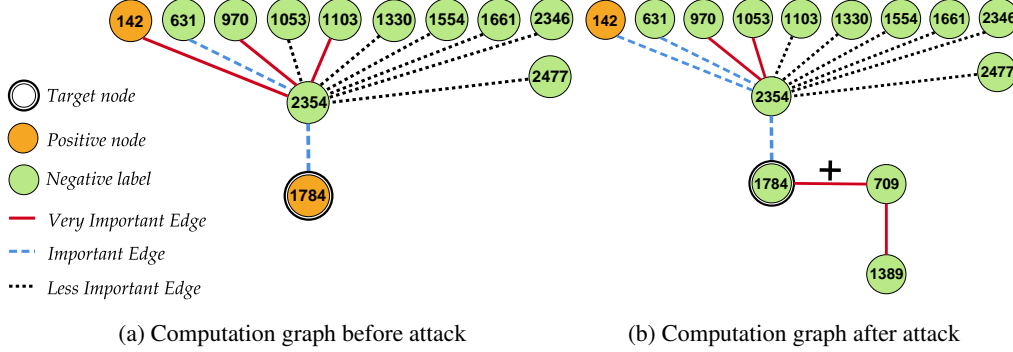 142 631 970 1053 1103 1330 1554 1661 2346
2477
2354
1784
Target node
Positive node
Negative label
Very Important Edge
Important Edge
Less Important Edge
(a) Computation graph before attack
142 631 970 1053 1103 1330 1554 1661 2346
2477
2354
1784 + 709
1389
(b) Computation graph after attack